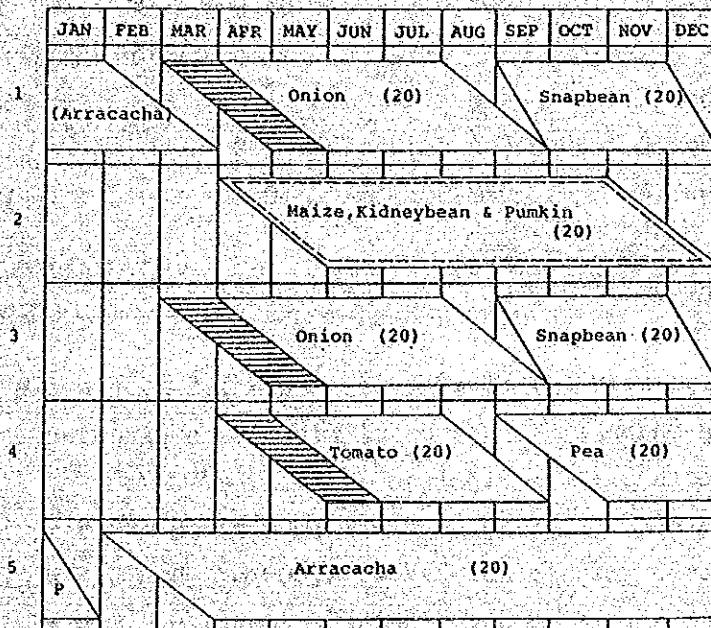 JAN FEB MAR APR MAY JUN JUL AUG SEP OCT NOV DEC
1 (Arracacha) Onion (20) Snapbean (20)
2 Maize,Kidneybean & Pumkin
(20)
3 Onion (20) Snapbean (20)
4 Tomato (20) Pea (20)
5 P Arracacha (20)